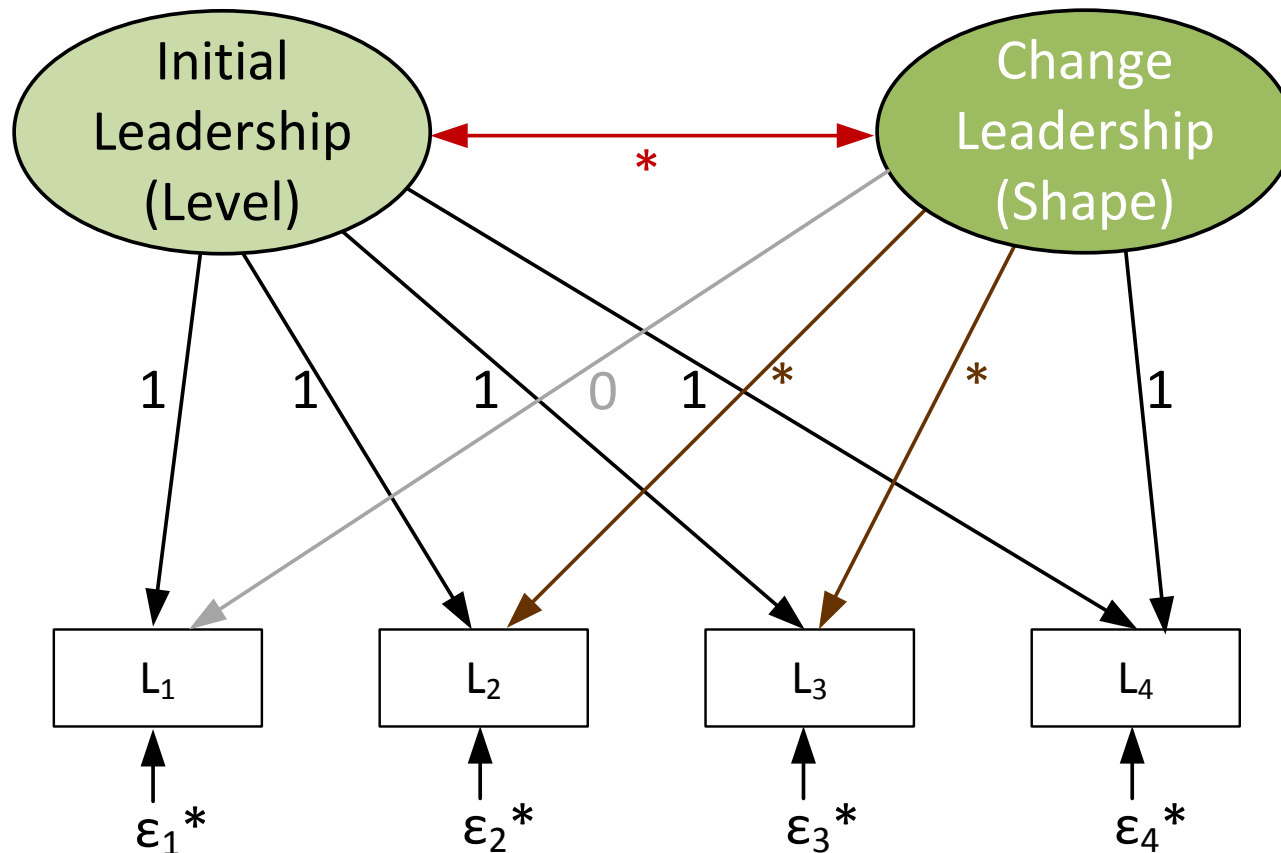 Initial
Leadership
(Level)
Change
Leadership
(Shape)
*
1
1
1
0
1
*
*
1
L₁
L₂
L₃
L₄
ε₁*
ε₂*
ε₃*
ε₄*